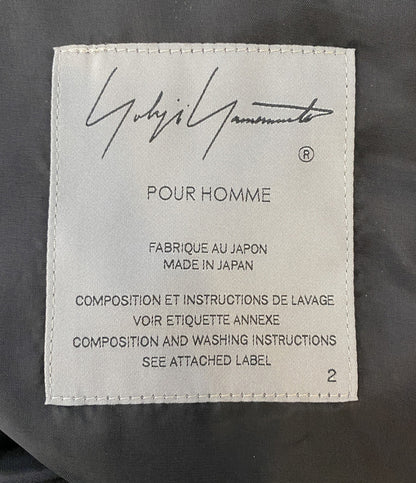 Yohji Yamamoto
®
POUR HOMME
FABRIQUE AU JAPON
MADE IN JAPAN
COMPOSITION ET INSTRUCTIONS DE LAVAGE
VOIR ETIQUETTE ANNEXE
COMPOSITION AND WASHING INSTRUCTIONS
SEE ATTACHED LABEL
2